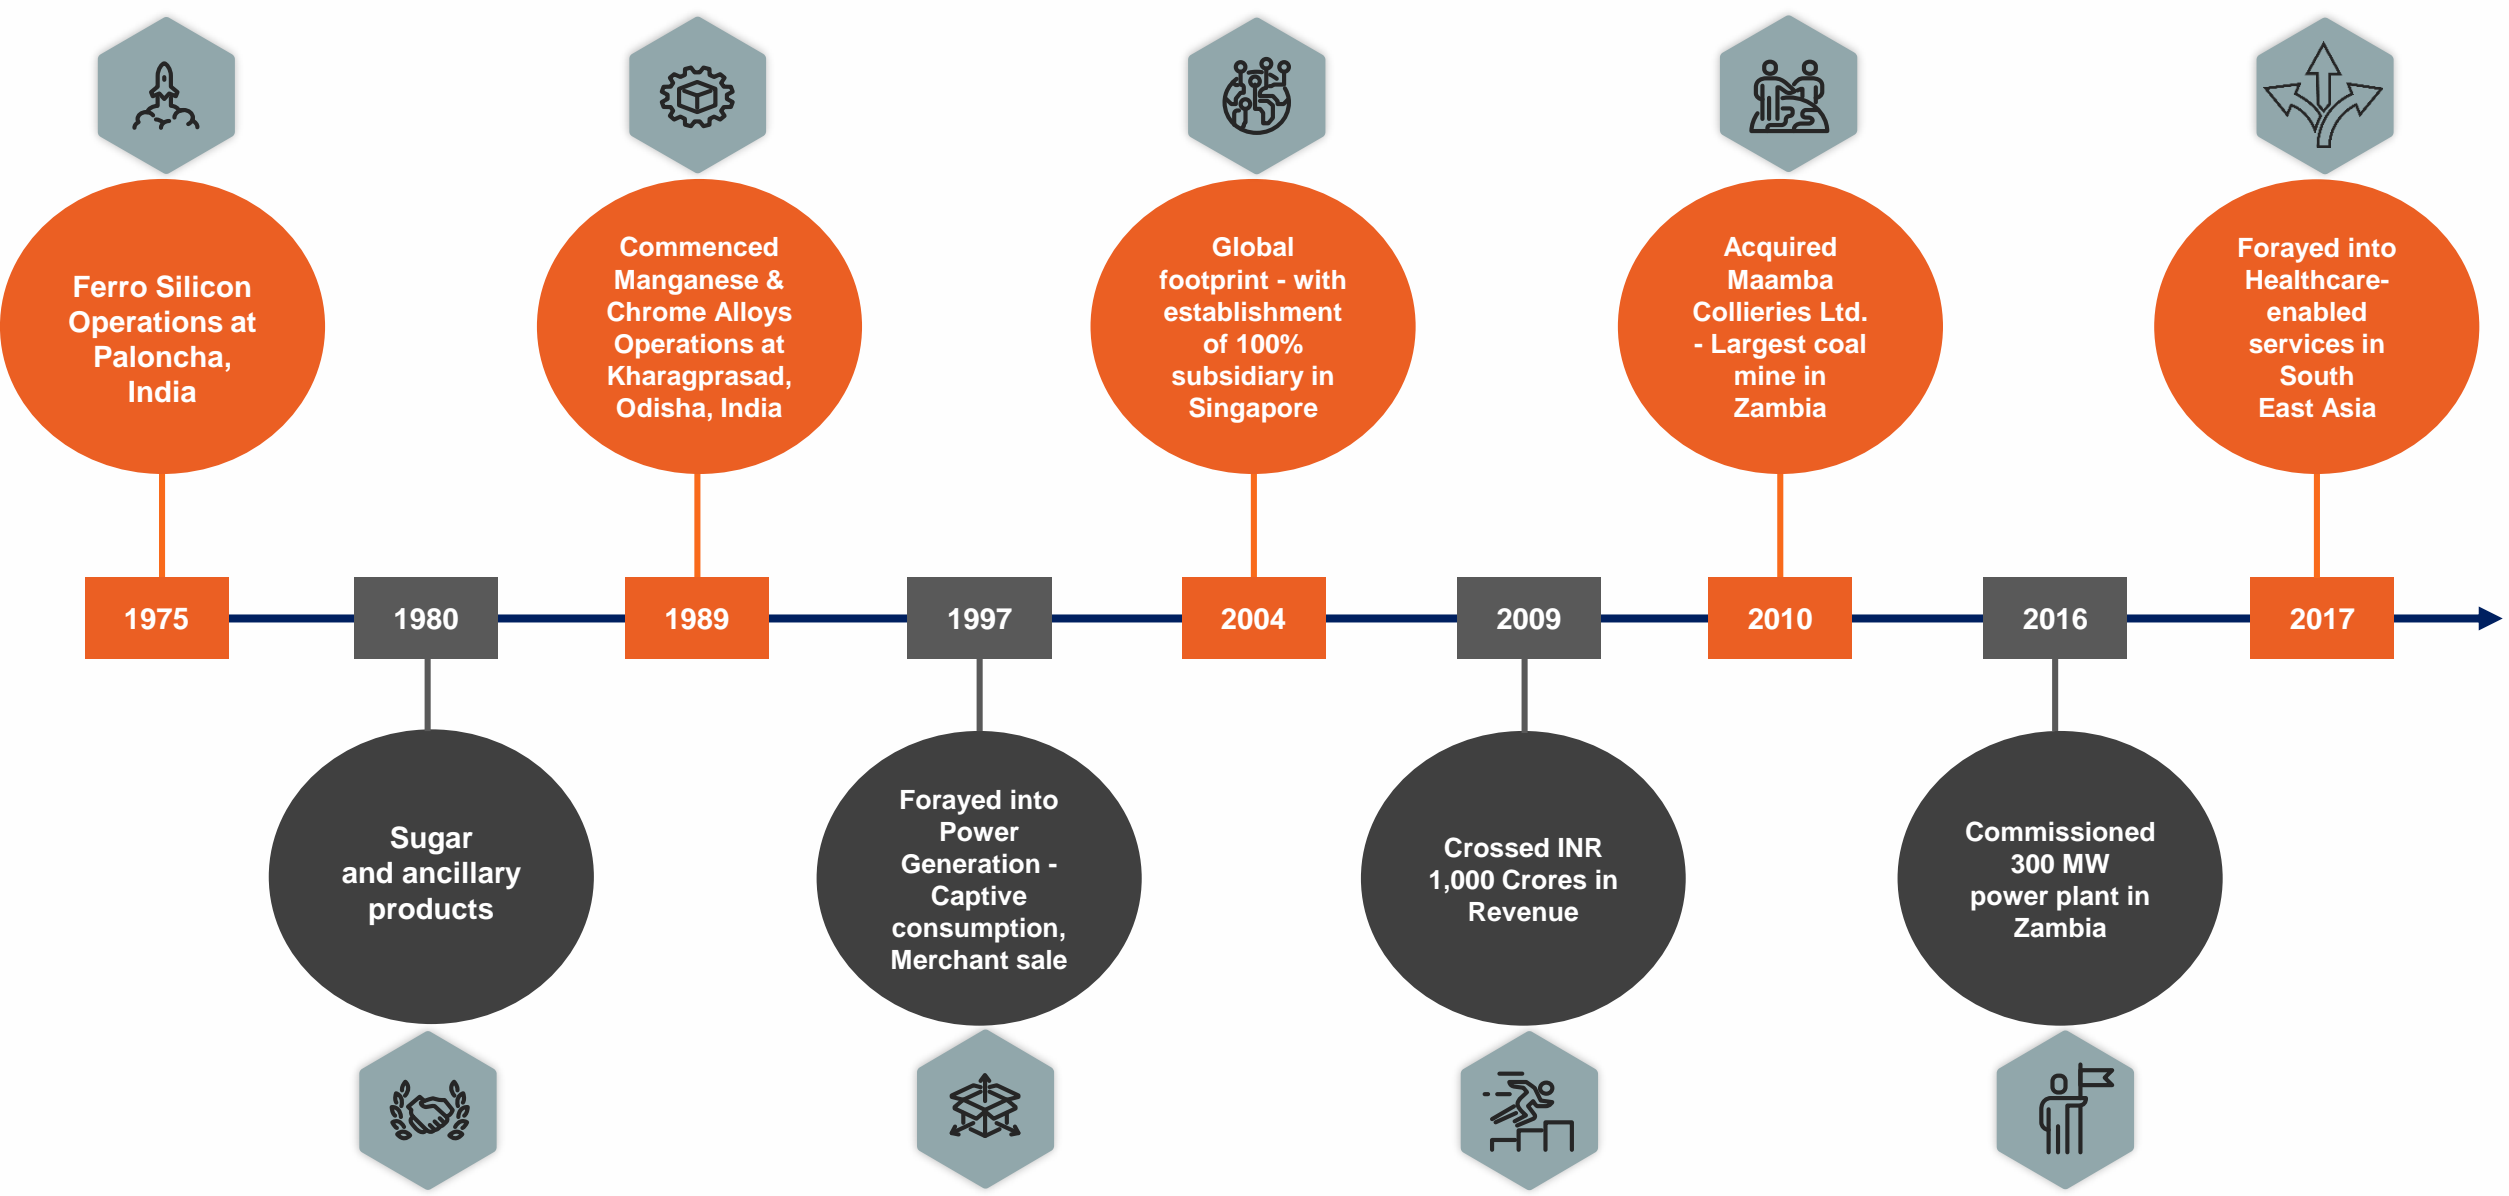 Ferro Silicon
Operations at
Paloncha,
India
Commenced
Manganese &
Chrome Alloys
Operations at
Kharagprasad,
Odisha, India
Global
footprint - with
establishment
of 100%
subsidiary in
Singapore
Acquired
Maamba
Collieries Ltd.
- Largest coal
mine in
Zambia
Forayed into
Healthcare-
enabled
services in
South
East Asia
1975
1980
1989
1997
2004
2009
2010
2016
2017
Sugar
and ancillary
products
Forayed into
Power
Generation -
Captive
consumption,
Merchant sale
Crossed INR
1,000 Crores in
Revenue
Commissioned
300 MW
power plant in
Zambia